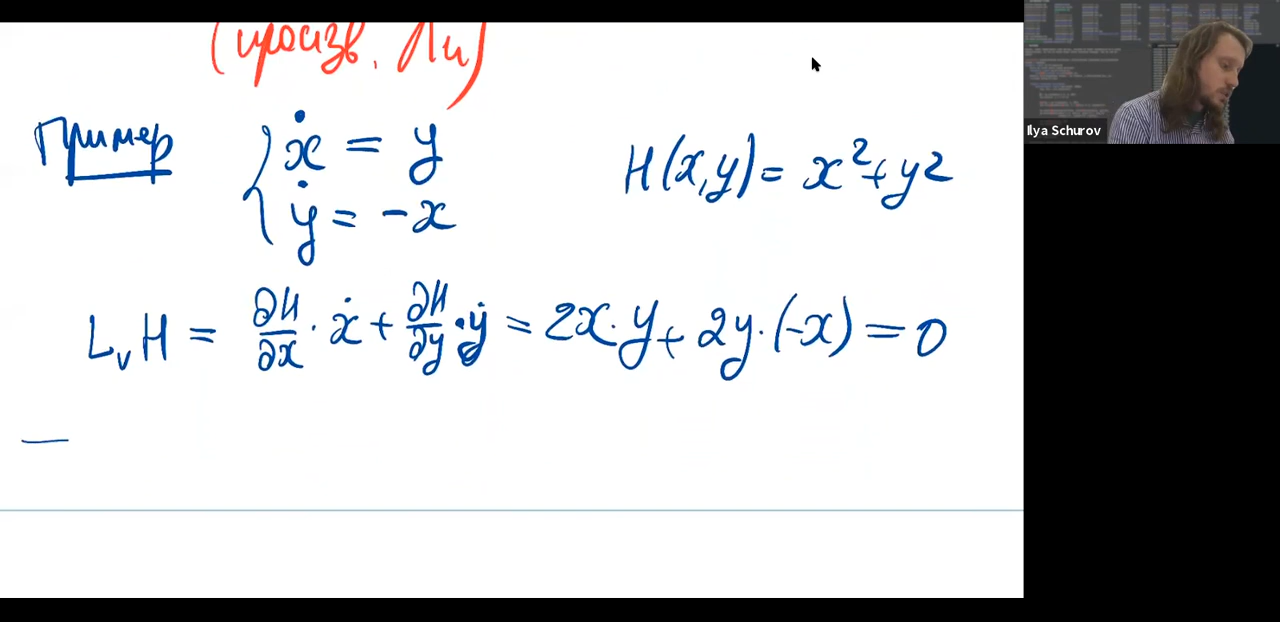 (произв. Ли)
Пример { ẋ = y
ẏ = -x
H(x,y) = x² + y²
L_v H = ∂H/∂x · ẋ + ∂H/∂y · ẏ = 2x · y + 2y · (-x) = 0
Ilya Schurov